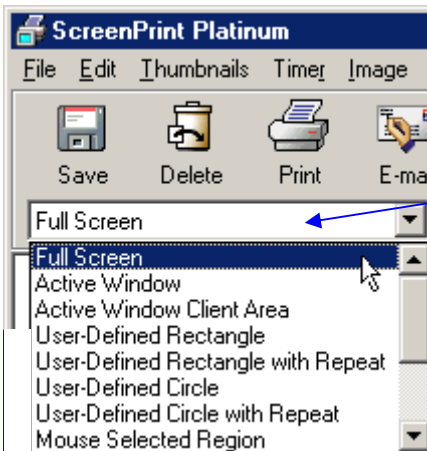 ScreenPrint Platinum
File Edit Thumbnails Timer Image
Save Delete Print E-ma
Full Screen
Full Screen
Active Window
Active Window Client Area
User-Defined Rectangle
User-Defined Rectangle with Repeat
User-Defined Circle
User-Defined Circle with Repeat
Mouse Selected Region